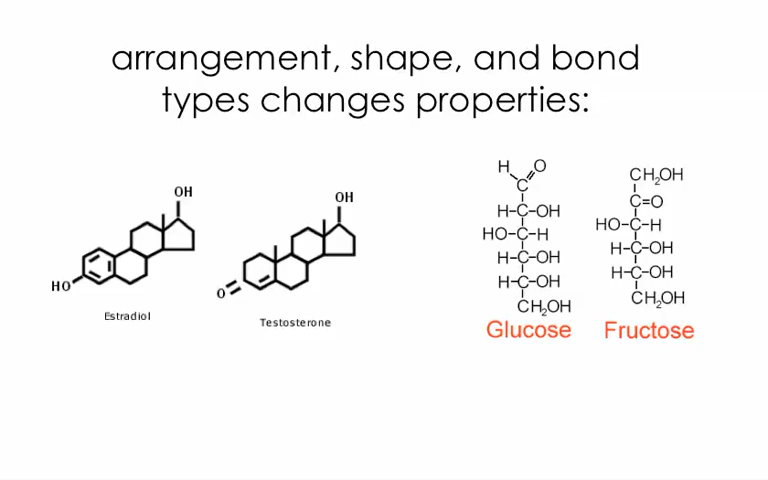 arrangement, shape, and bond
types changes properties:
OH
HO
Estradiol
OH
O
Testosterone
H O
C
H-C-OH
HO-C-H
H-C-OH
H-C-OH
CH₂OH
Glucose
CH₂OH
C=O
HO-C-H
H-C-OH
H-C-OH
CH₂OH
Fructose